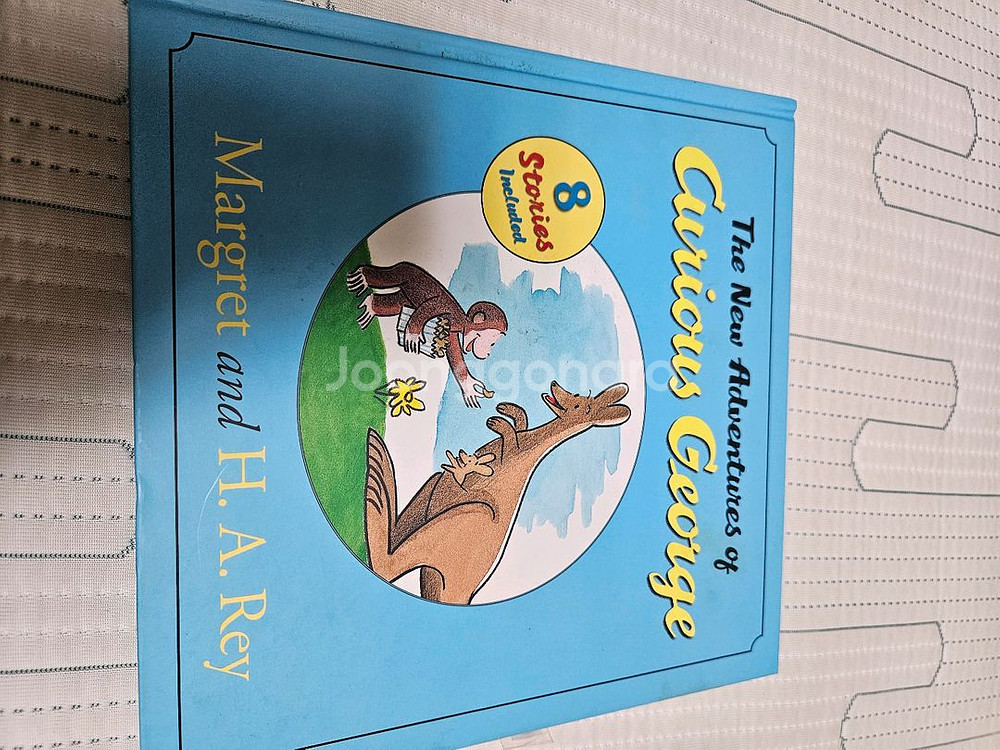 The New Adventures of
Curious George
8
Stories
Included
Margret and H. A. Rey